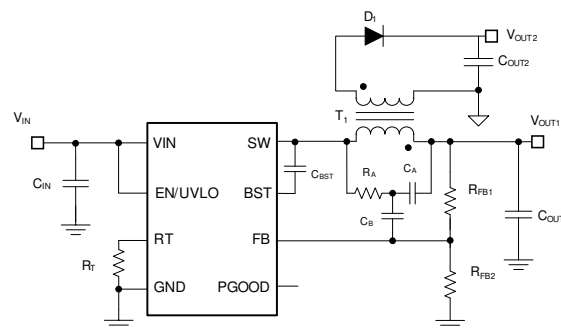 D1
VOUT2
COUT2
T1
VIN
VOUT1
VIN
SW
CIN
CBST
RA
CA
RFB1
EN/UVLO
BST
CB
COUT
RT
FB
RT
RFB2
GND
PGOOD